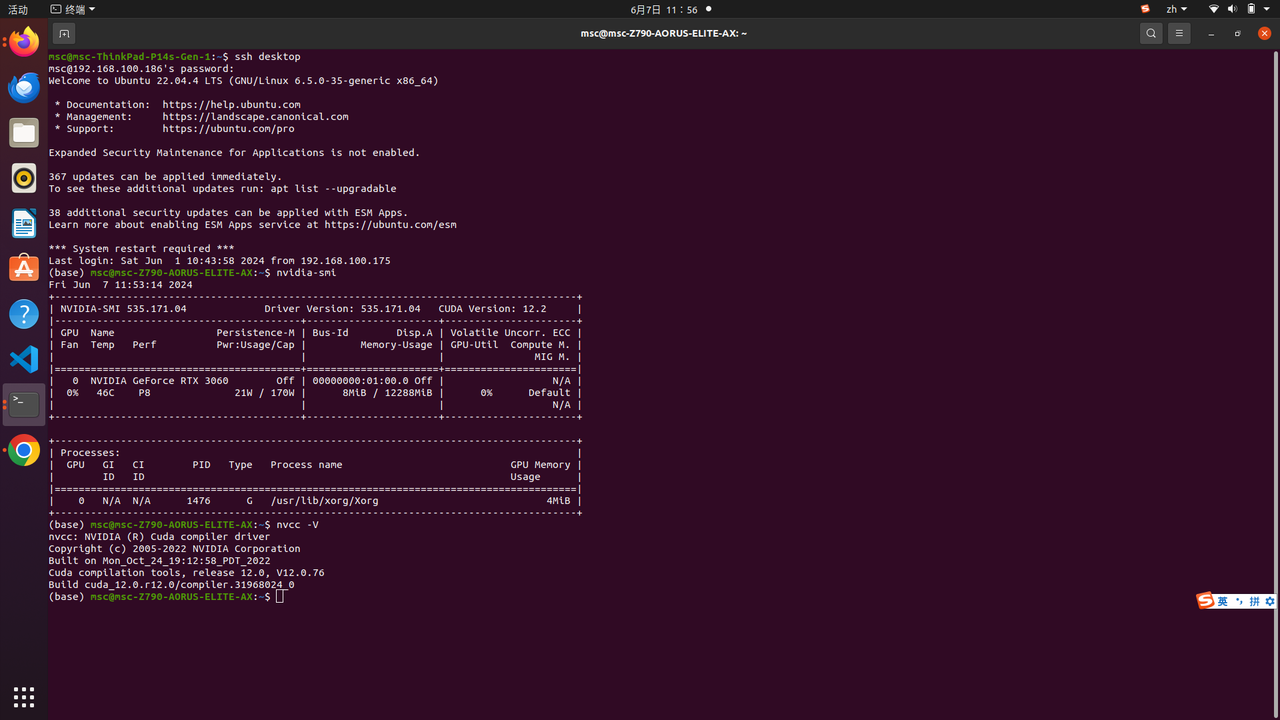 活动 终端 6月7日 11：56 zh
msc@msc-Z790-AORUS-ELITE-AX: ~
msc@msc-ThinkPad-P14s-Gen-1:~$ ssh desktop
msc@192.168.100.186's password:
Welcome to Ubuntu 22.04.4 LTS (GNU/Linux 6.5.0-35-generic x86_64)
 * Documentation:  https://help.ubuntu.com
 * Management:     https://landscape.canonical.com
 * Support:        https://ubuntu.com/pro
Expanded Security Maintenance for Applications is not enabled.
367 updates can be applied immediately.
To see these additional updates run: apt list --upgradable
38 additional security updates can be applied with ESM Apps.
Learn more about enabling ESM Apps service at https://ubuntu.com/esm
*** System restart required ***
Last login: Sat Jun  1 10:43:58 2024 from 192.168.100.175
(base) msc@msc-Z790-AORUS-ELITE-AX:~$ nvidia-smi
Fri Jun  7 11:53:14 2024
+---------------------------------------------------------------------------------------+
| NVIDIA-SMI 535.171.04             Driver Version: 535.171.04   CUDA Version: 12.2     |
|-----------------------------------------+----------------------+----------------------+
| GPU  Name                 Persistence-M | Bus-Id        Disp.A | Volatile Uncorr. ECC |
| Fan  Temp   Perf          Pwr:Usage/Cap |         Memory-Usage | GPU-Util  Compute M. |
|                                         |                      |               MIG M. |
|=========================================+======================+======================|
|   0  NVIDIA GeForce RTX 3060        Off | 00000000:01:00.0 Off |                  N/A |
|  0%   46C    P8              21W / 170W |      8MiB / 12288MiB |      0%      Default |
|                                         |                      |                  N/A |
+-----------------------------------------+----------------------+----------------------+
+---------------------------------------------------------------------------------------+
| Processes:                                                                            |
|  GPU   GI   CI        PID   Type   Process name                            GPU Memory |
|        ID   ID                                                             Usage      |
|=======================================================================================|
|    0   N/A  N/A      1476      G   /usr/lib/xorg/Xorg                            4MiB |
+---------------------------------------------------------------------------------------+
(base) msc@msc-Z790-AORUS-ELITE-AX:~$ nvcc -V
nvcc: NVIDIA (R) Cuda compiler driver
Copyright (c) 2005-2022 NVIDIA Corporation
Built on Mon_Oct_24_19:12:58_PDT_2022
Cuda compilation tools, release 12.0, V12.0.76
Build cuda_12.0.r12.0/compiler.31968024_0
(base) msc@msc-Z790-AORUS-ELITE-AX:~$
英 拼